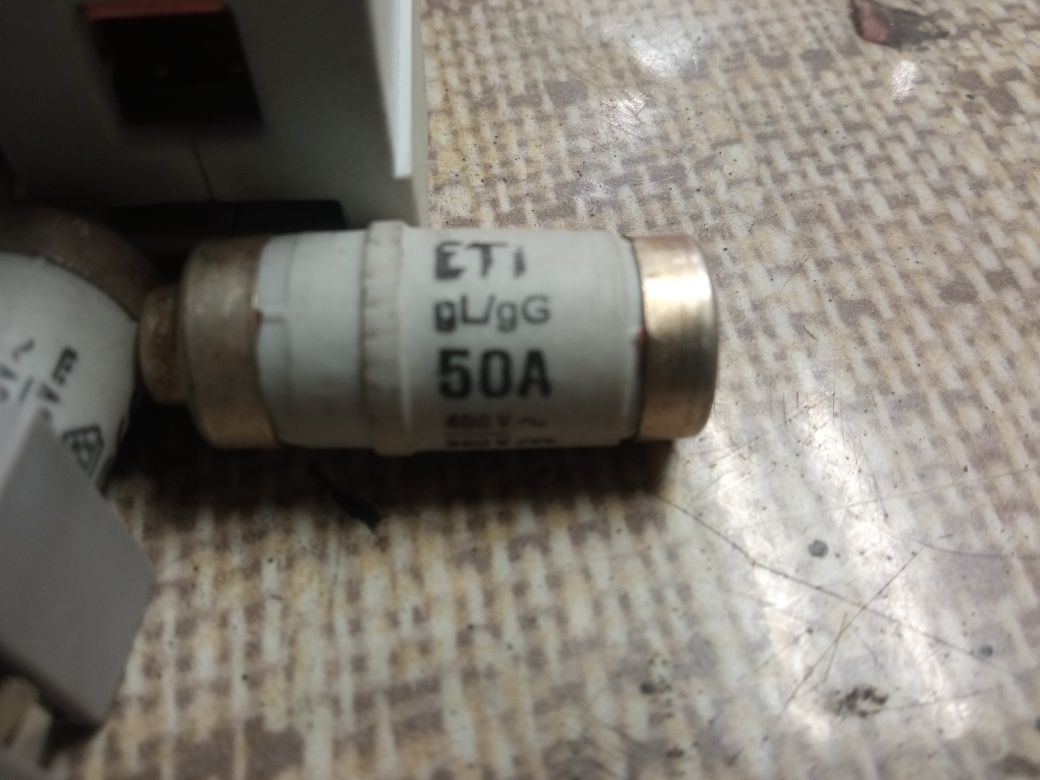 ETI
gL/gG
50A
400 V ~